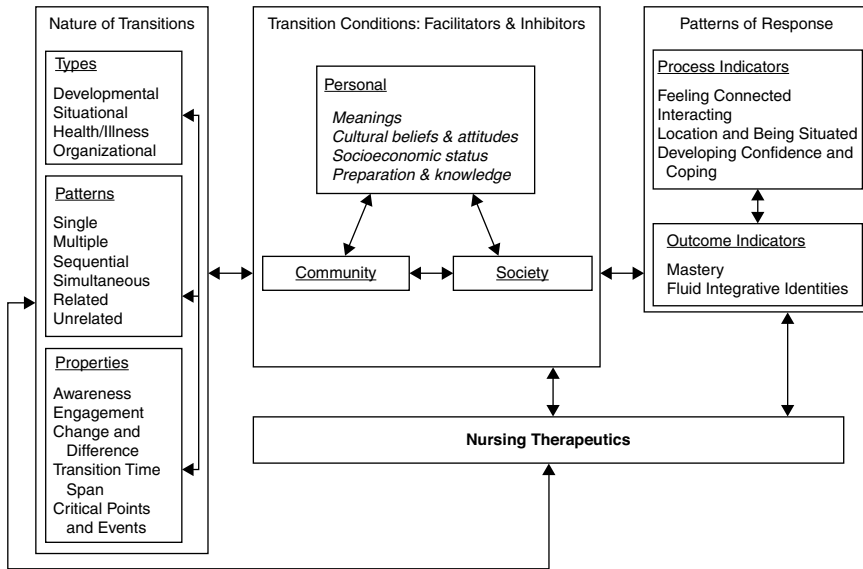 Nature of Transitions
Types
Developmental
Situational
Health/Illness
Organizational
Patterns
Single
Multiple
Sequential
Simultaneous
Related
Unrelated
Properties
Awareness
Engagement
Change and
Difference
Transition Time
Span
Critical Points
and Events
Transition Conditions: Facilitators & Inhibitors
Personal
Meanings
Cultural beliefs & attitudes
Socioeconomic status
Preparation & knowledge
Community
Society
Patterns of Response
Process Indicators
Feeling Connected
Interacting
Location and Being Situated
Developing Confidence and
Coping
Outcome Indicators
Mastery
Fluid Integrative Identities
Nursing Therapeutics